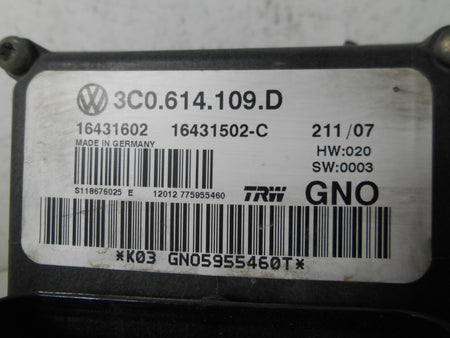 3C0.614.109.D
16431602 16431502-C 211/07
MADE IN GERMANY HW:020
SW:0003
S118676025 E 12012 775955460 TRW GNO
*K03 GNO5955460T*